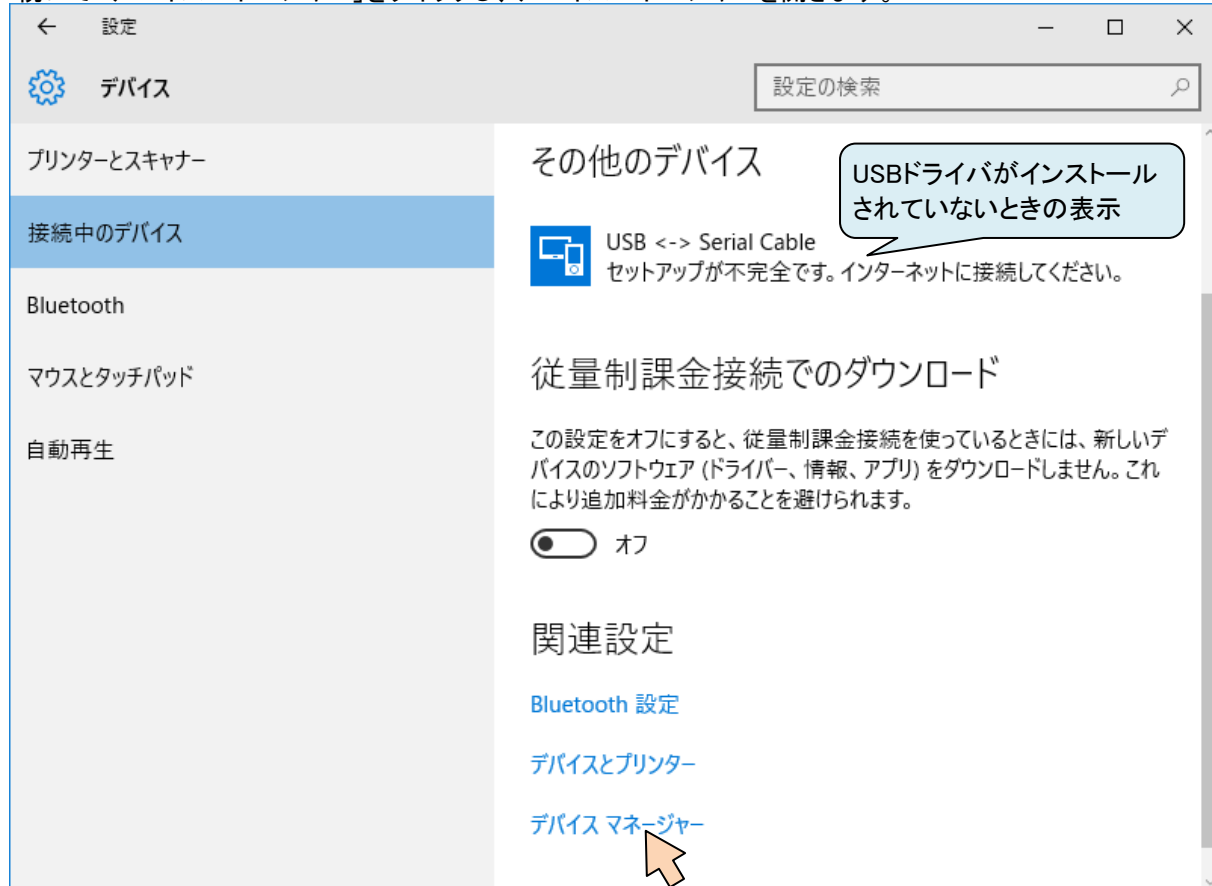 設定
デバイス
設定の検索
プリンターとスキャナー
接続中のデバイス
Bluetooth
マウスとタッチパッド
自動再生
その他のデバイス
USBドライバがインストール
されていないときの表示
USB <-> Serial Cable
セットアップが不完全です。インターネットに接続してください。
従量制課金接続でのダウンロード
この設定をオフにすると、従量制課金接続を使っているときには、新しいデ
バイスのソフトウェア (ドライバー、情報、アプリ) をダウンロードしません。これ
により追加料金がかかることを避けられます。
オフ
関連設定
Bluetooth 設定
デバイスとプリンター
デバイス マネージャー